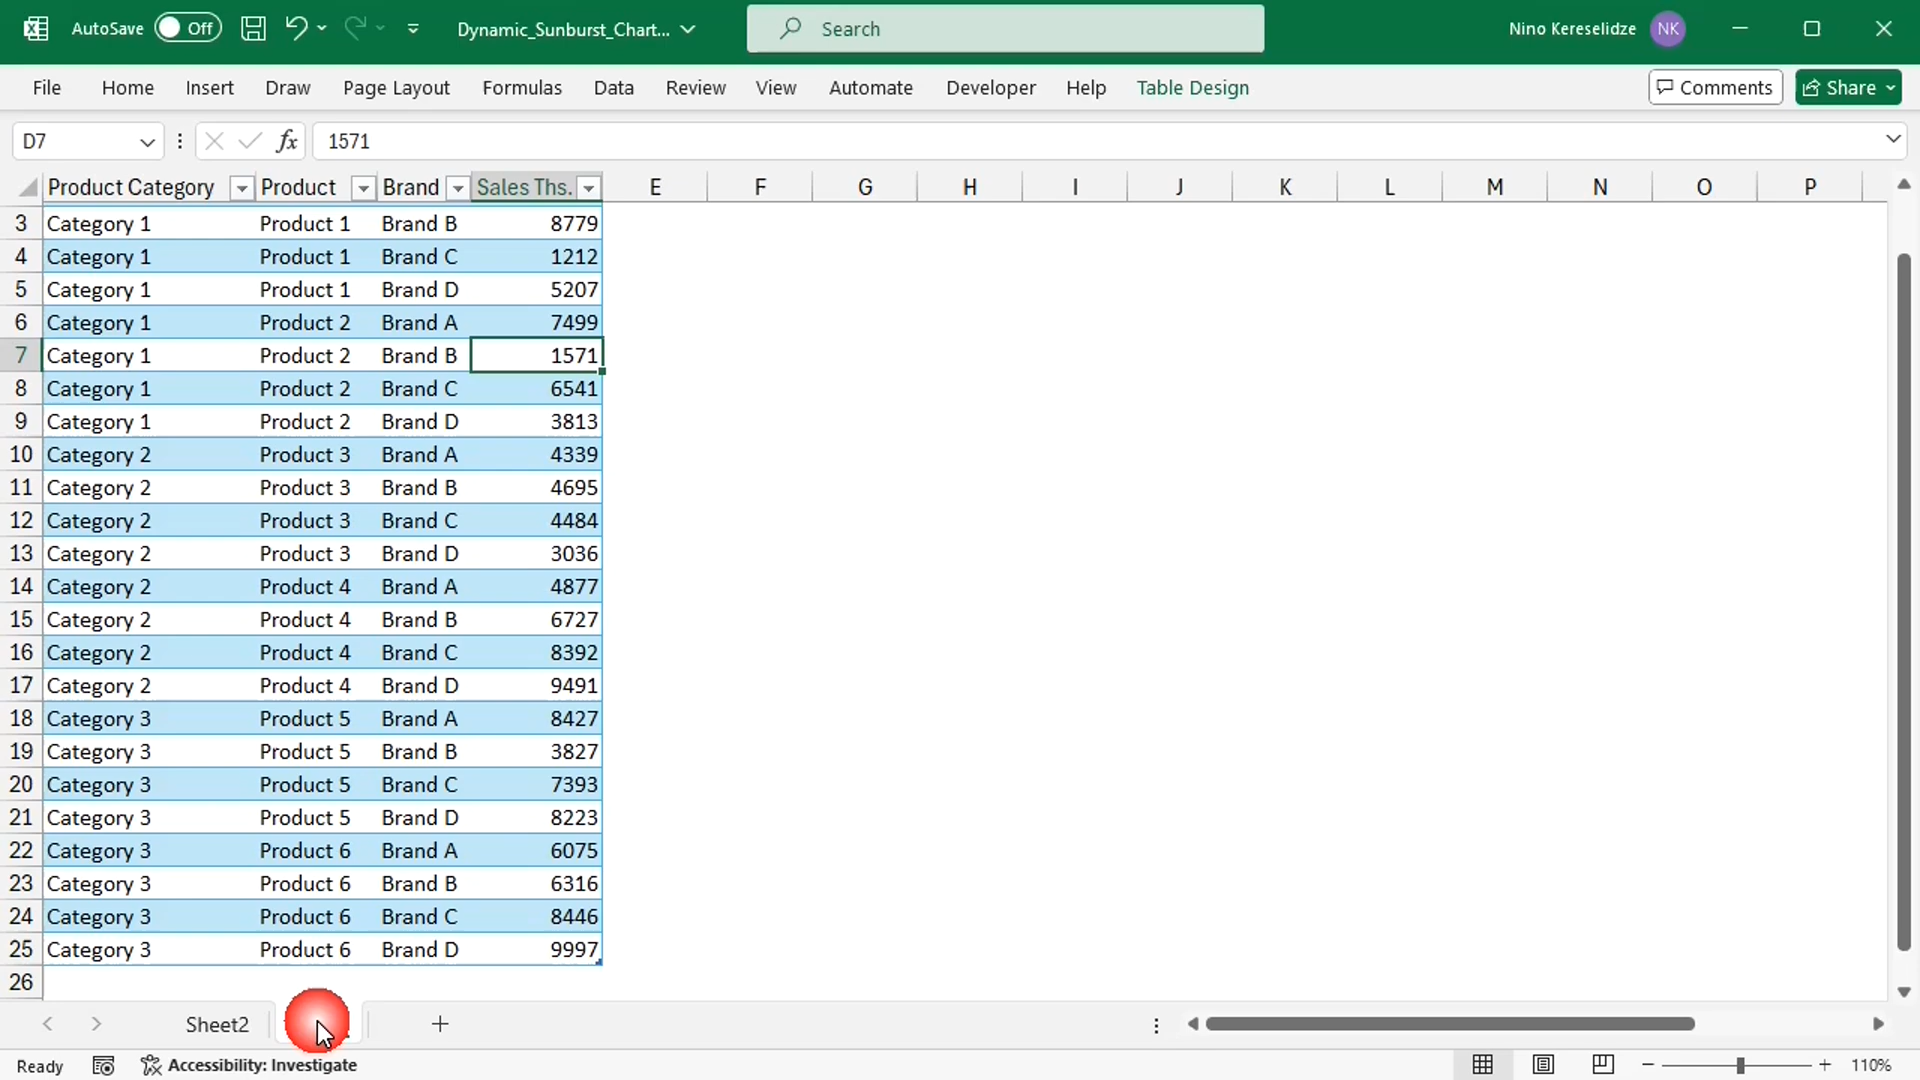 AutoSave Off Dynamic_Sunburst_Chart... Search Nino Kereselidze NK
File Home Insert Draw Page Layout Formulas Data Review View Automate Developer Help Table Design Comments Share
D7 fx 1571
Product Category Product Brand Sales Ths. E F G H I J K L M N O P
3 Category 1 Product 1 Brand B 8779
4 Category 1 Product 1 Brand C 1212
5 Category 1 Product 1 Brand D 5207
6 Category 1 Product 2 Brand A 7499
7 Category 1 Product 2 Brand B 1571
8 Category 1 Product 2 Brand C 6541
9 Category 1 Product 2 Brand D 3813
10 Category 2 Product 3 Brand A 4339
11 Category 2 Product 3 Brand B 4695
12 Category 2 Product 3 Brand C 4484
13 Category 2 Product 3 Brand D 3036
14 Category 2 Product 4 Brand A 4877
15 Category 2 Product 4 Brand B 6727
16 Category 2 Product 4 Brand C 8392
17 Category 2 Product 4 Brand D 9491
18 Category 3 Product 5 Brand A 8427
19 Category 3 Product 5 Brand B 3827
20 Category 3 Product 5 Brand C 7393
21 Category 3 Product 5 Brand D 8223
22 Category 3 Product 6 Brand A 6075
23 Category 3 Product 6 Brand B 6316
24 Category 3 Product 6 Brand C 8446
25 Category 3 Product 6 Brand D 9997
26
Sheet2
Ready Accessibility: Investigate 110%